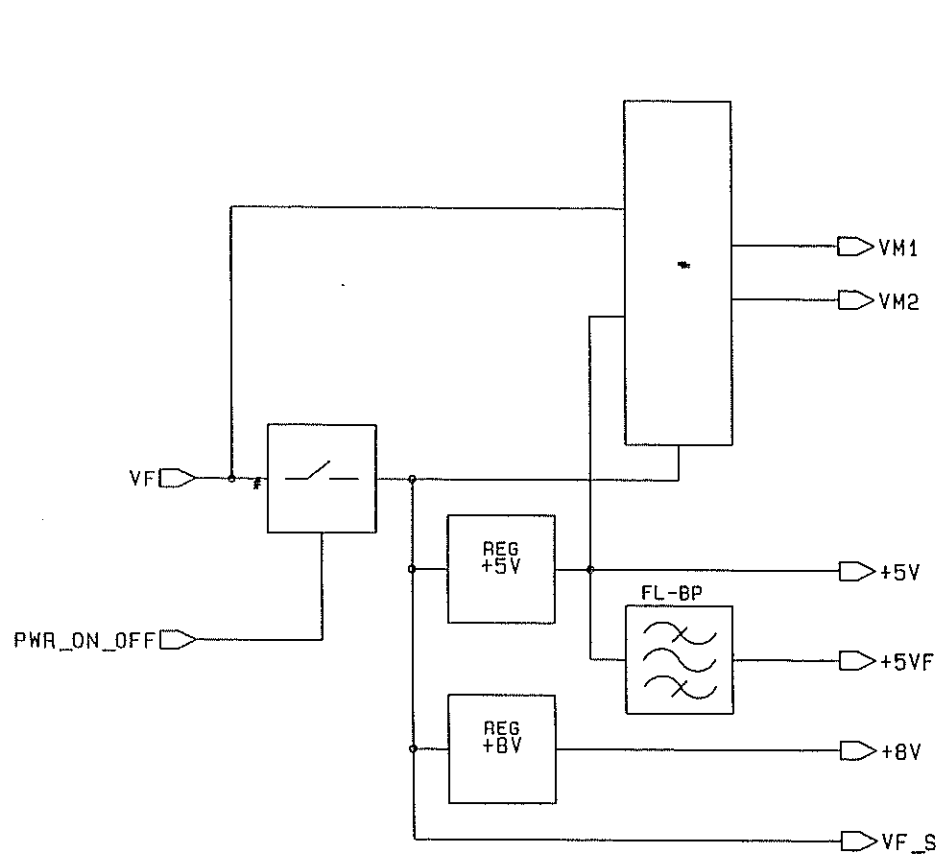 VM1
VM2
VF
#
REG
+5V
+5V
FL-BP
PWR_ON_OFF
+5VF
REG
+8V
+8V
VF_S